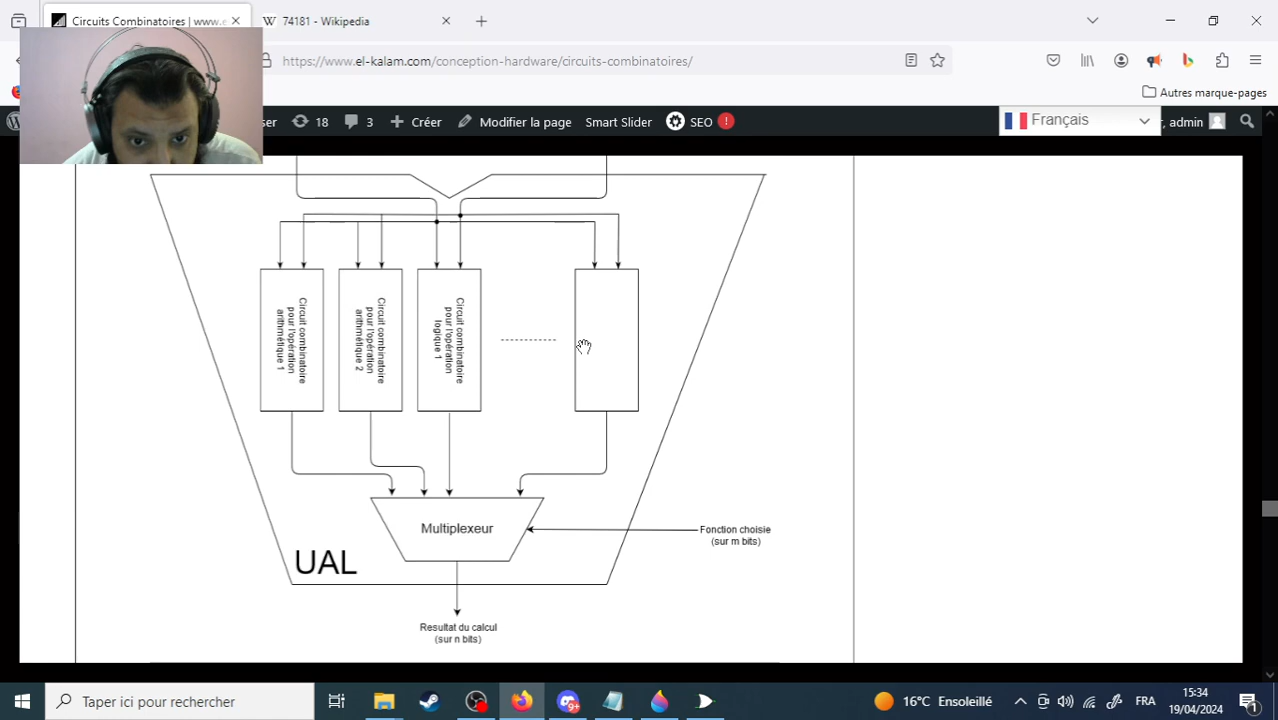 Circuits Combinatoires | www.e
74181 - Wikipedia
https://www.el-kalam.com/conception-hardware/circuits-combinatoires/
Autres marque-pages
ser
18
3
Créer
Modifier la page
Smart Slider
SEO
!
Français
, admin
Circuit combinatoire
pour l'opération
arithmétique 1
Circuit combinatoire
pour l'opération
arithmétique 2
Circuit combinatoire
pour l'opération
logique 1
Multiplexeur
Fonction choisie
(sur m bits)
UAL
Resultat du calcul
(sur n bits)
Taper ici pour rechercher
9+
16°C Ensoleillé
FRA
15:34
19/04/2024
1